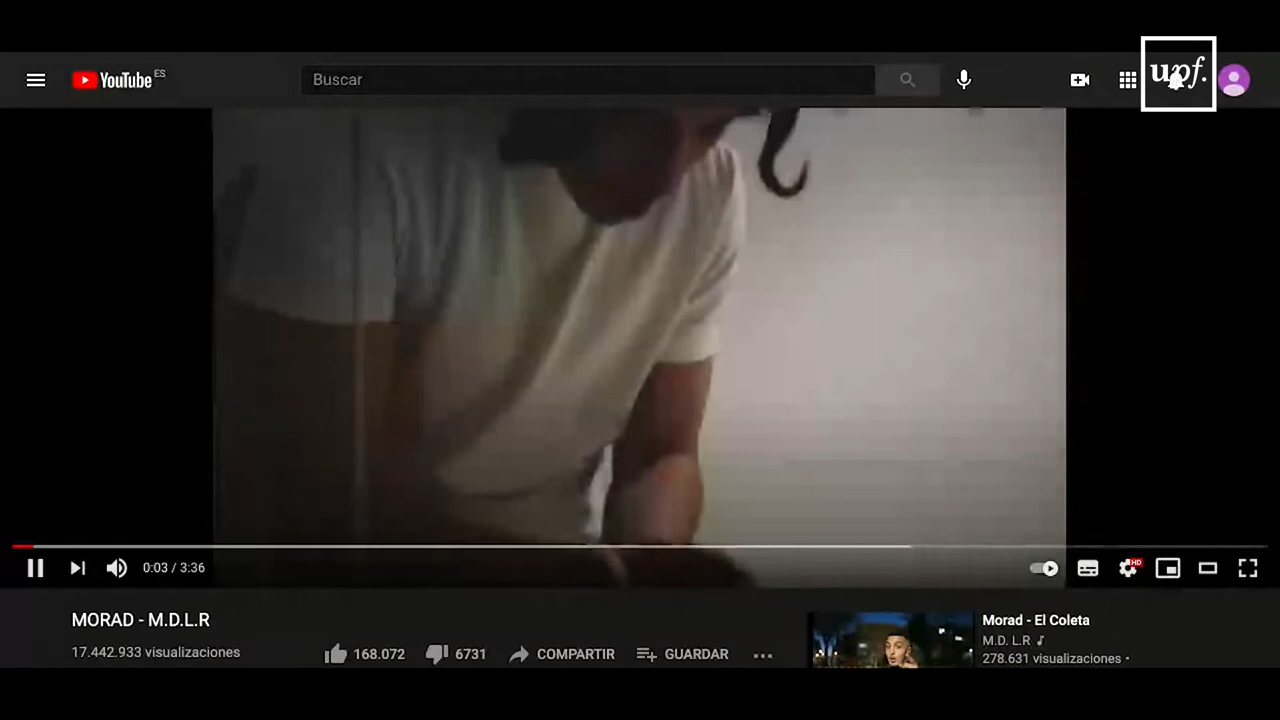 YouTube ES
Buscar
upf.
0:03 / 3:36
HD
MORAD - M.D.L.R
17.442.933 visualizaciones
168.072
6731
COMPARTIR
GUARDAR
Morad - El Coleta
M.D. L.R
278.631 visualizaciones •